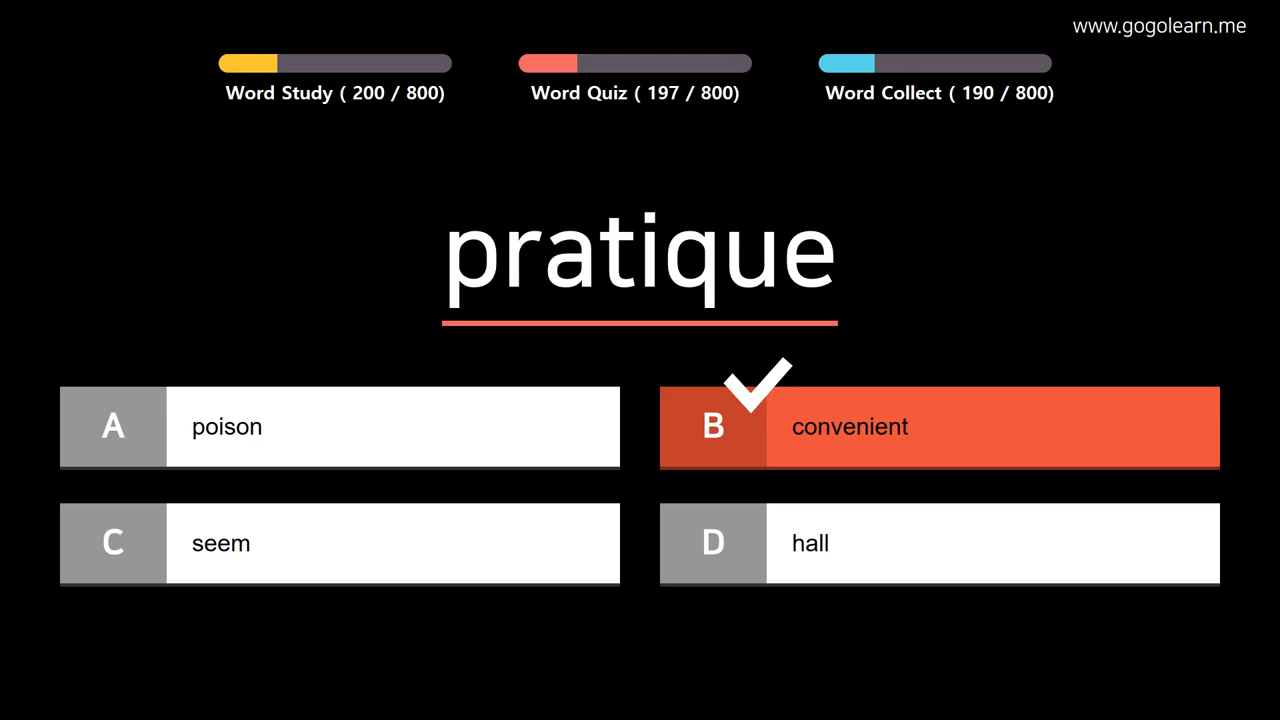 www.gogolearn.me
Word Study ( 200 / 800)
Word Quiz ( 197 / 800)
Word Collect ( 190 / 800)
pratique
A poison
B convenient
C seem
D hall